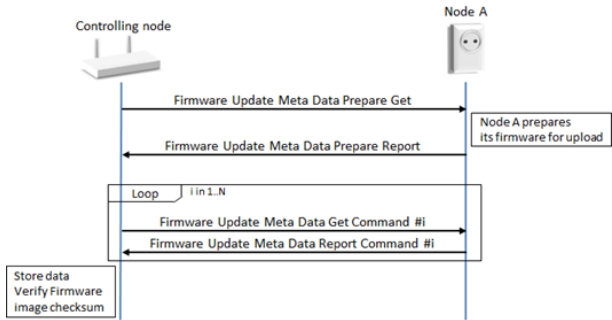 Controlling node
Node A
Firmware Update Meta Data Prepare Get
Node A prepares
its firmware for upload
Firmware Update Meta Data Prepare Report
Loop
i in 1..N
Firmware Update Meta Data Get Command #i
Firmware Update Meta Data Report Command #i
Store data
Verify Firmware
image checksum